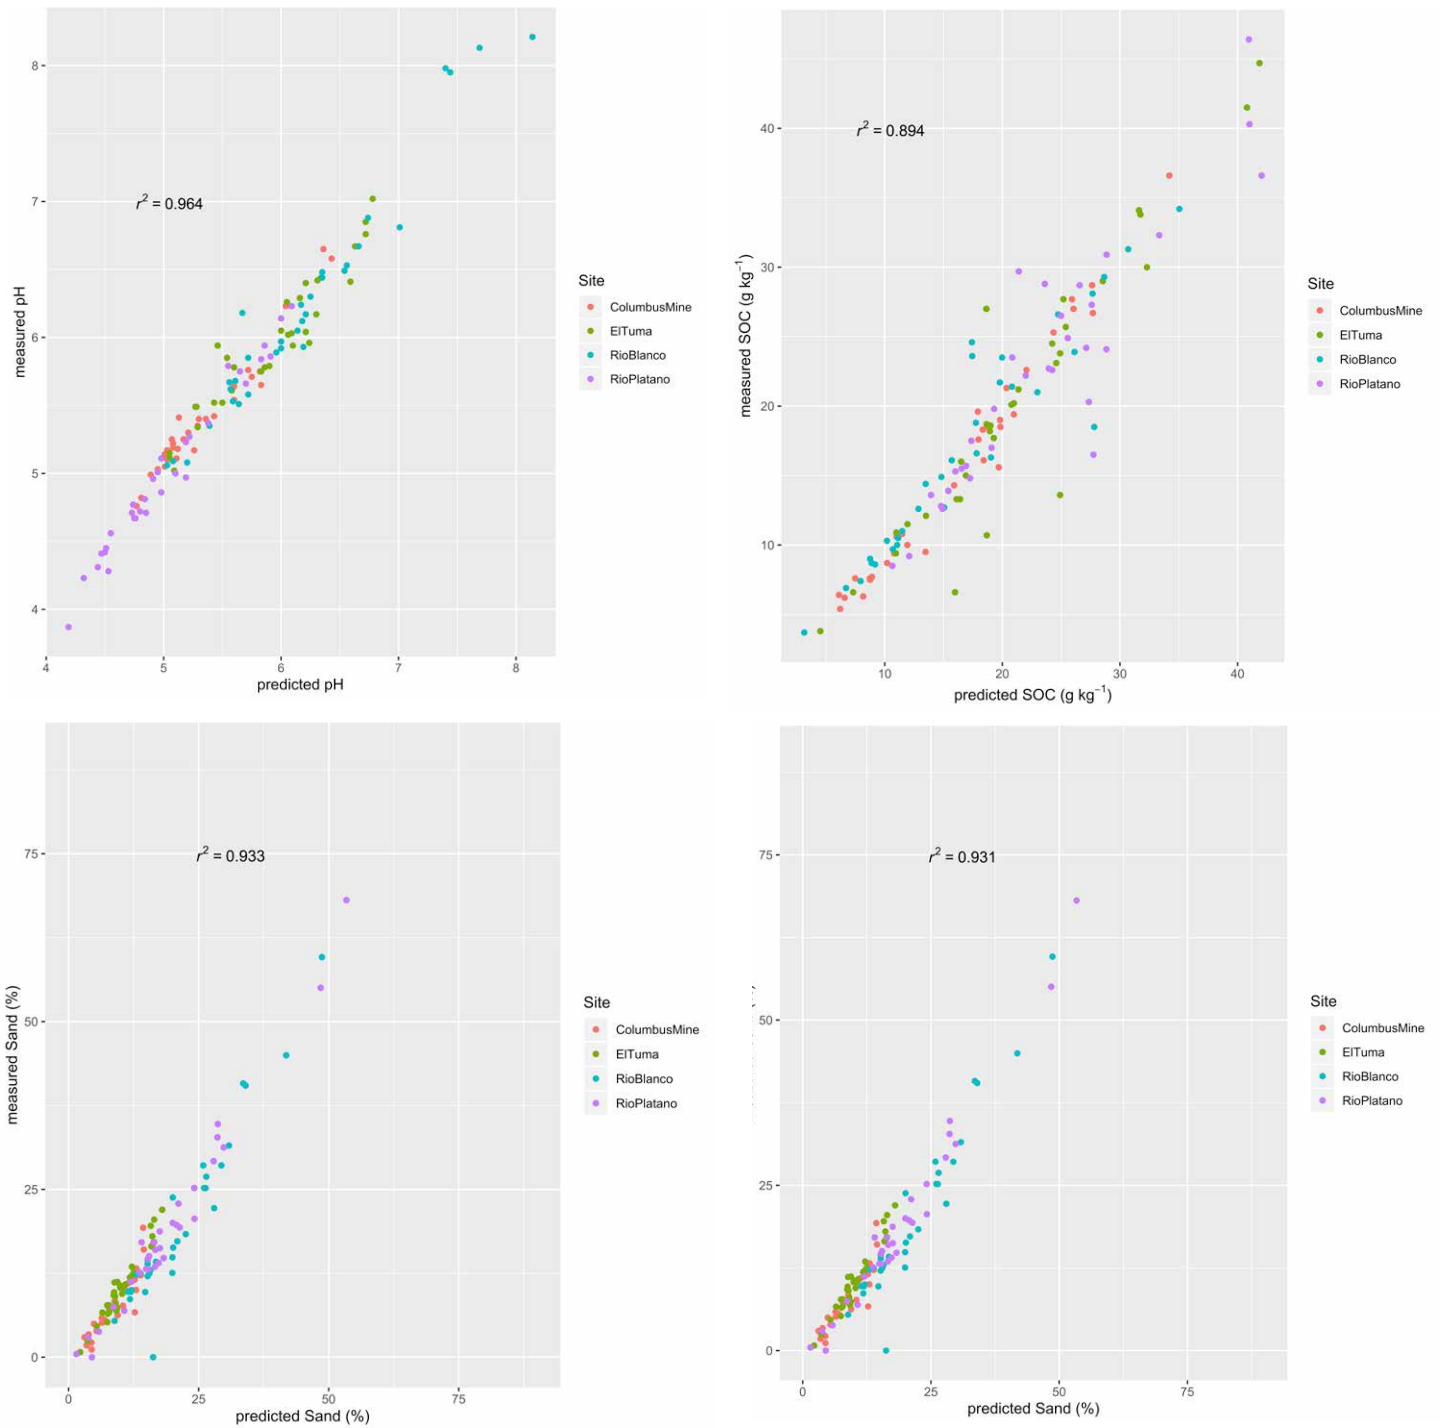 8
7
6
5
4
measured pH
r² = 0.964
4 5 6 7 8
predicted pH
Site
ColumbusMine
ElTuma
RioBlanco
RioPlatano
40
30
20
10
measured SOC (g kg⁻¹)
r² = 0.894
10 20 30 40
predicted SOC (g kg⁻¹)
Site
ColumbusMine
ElTuma
RioBlanco
RioPlatano
75
50
25
0
measured Sand (%)
r² = 0.933
0 25 50 75
predicted Sand (%)
Site
ColumbusMine
ElTuma
RioBlanco
RioPlatano
75
50
25
0
r² = 0.931
0 25 50 75
predicted Sand (%)
Site
ColumbusMine
ElTuma
RioBlanco
RioPlatano